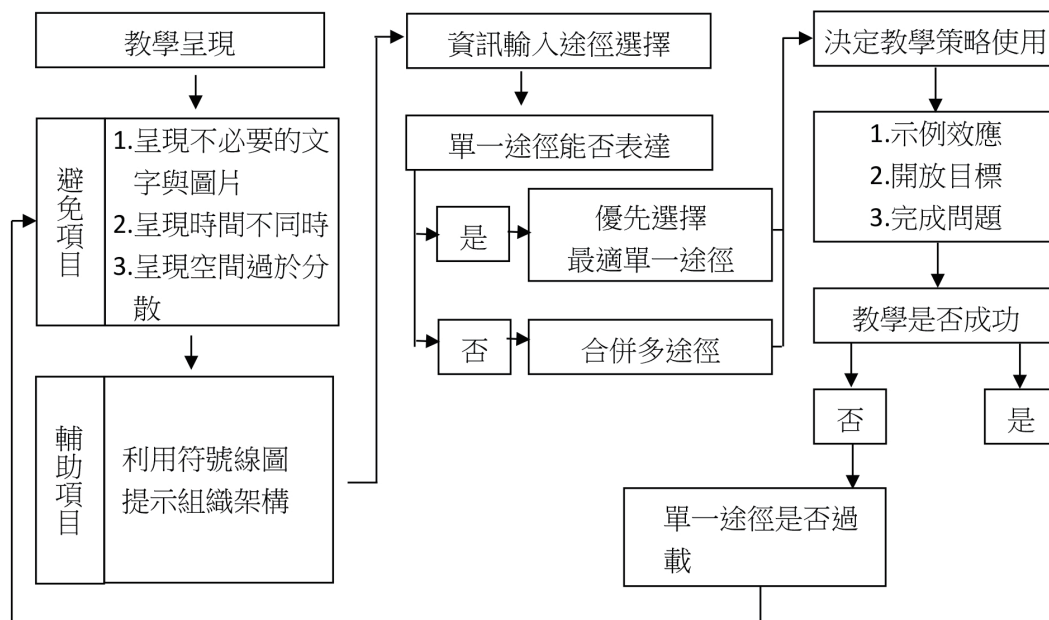 教學呈現
避免項目
1.呈現不必要的文
字與圖片
2.呈現時間不同時
3.呈現空間過於分
散
輔助項目
利用符號線圖
提示組織架構
資訊輸入途徑選擇
單一途徑能否表達
是
優先選擇
最適單一途徑
否
合併多途徑
決定教學策略使用
1.示例效應
2.開放目標
3.完成問題
教學是否成功
否
是
單一途徑是否過
載